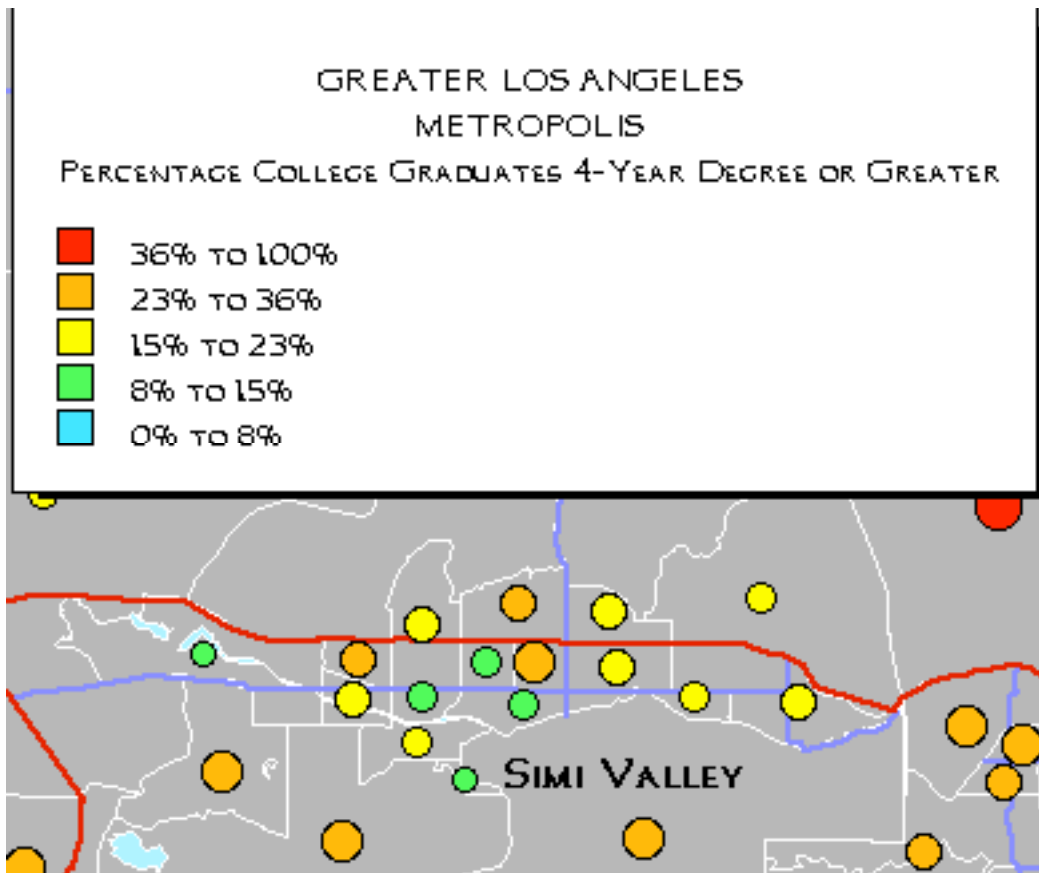 GREATER LOS ANGELES
METROPOLIS
PERCENTAGE COLLEGE GRADUATES 4-YEAR DEGREE OR GREATER
36% TO 100%
23% TO 36%
15% TO 23%
8% TO 15%
0% TO 8%
SIMI VALLEY